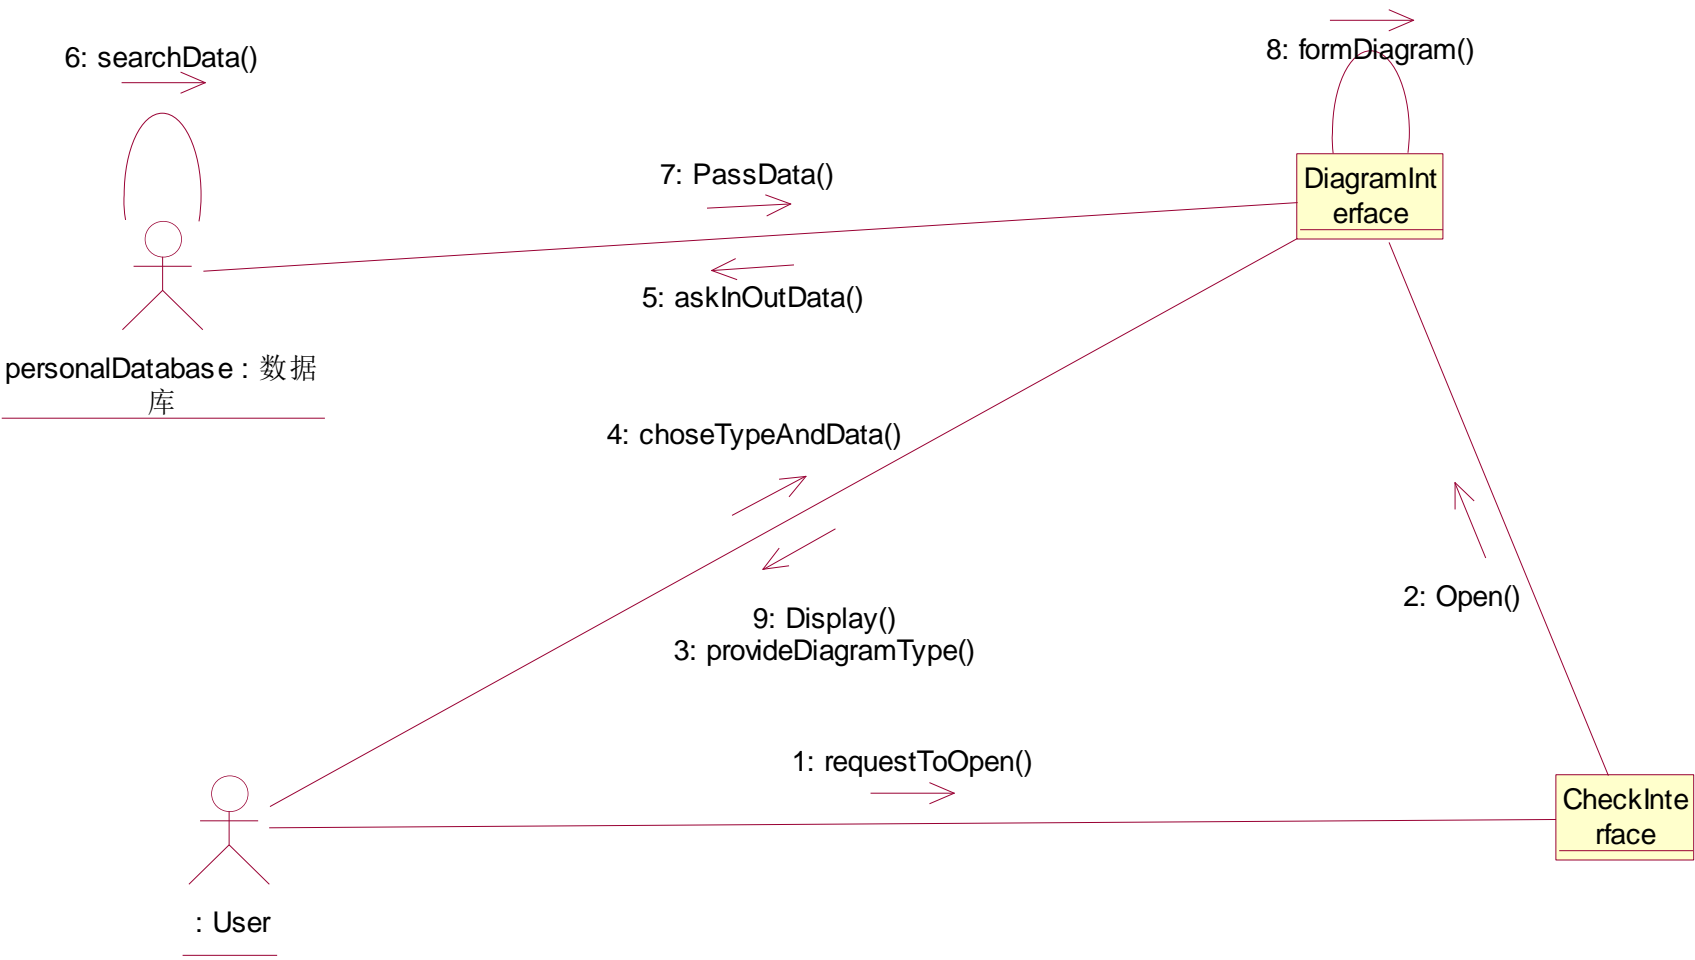 8: formDiagram()
6: searchData()
7: PassData()
DiagramInt
erface
5: askInOutData()
personalDatabase : 数据
库
4: choseTypeAndData()
2: Open()
9: Display()
3: provideDiagramType()
1: requestToOpen()
CheckInte
rface
: User